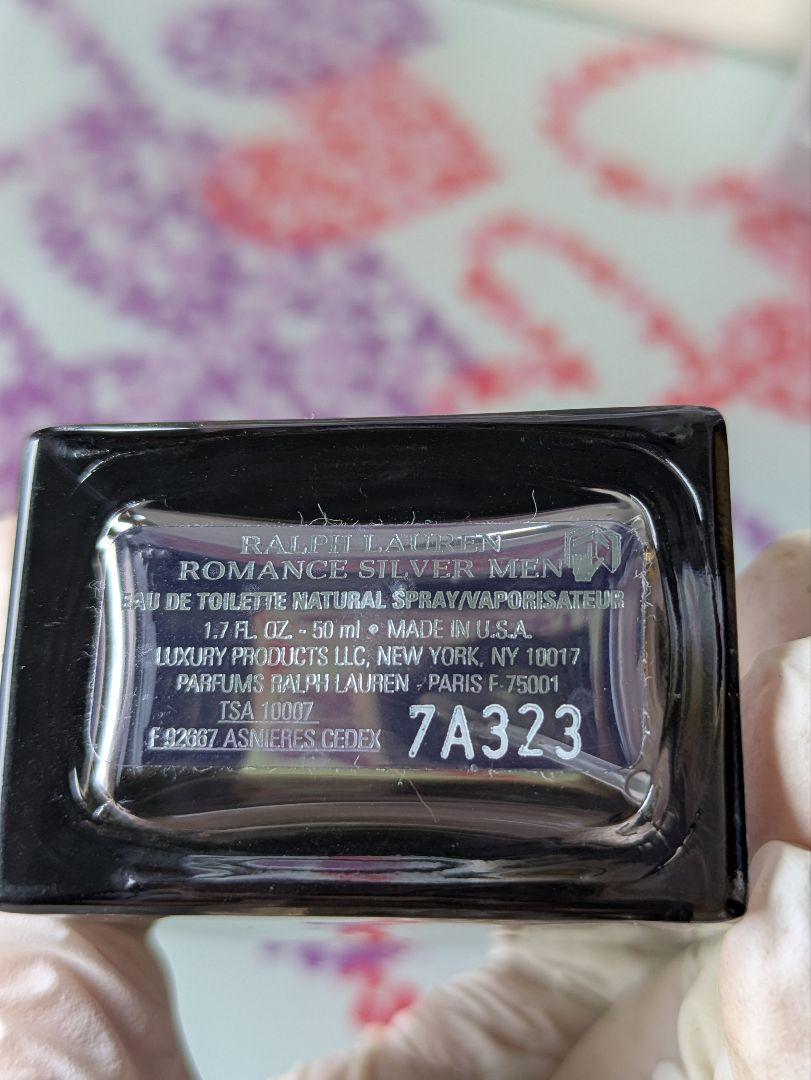 RALPH LAUREN
ROMANCE SILVER MEN
EAU DE TOILETTE NATURAL SPRAY/VAPORISATEUR
1.7 FL. OZ. - 50 ml • MADE IN U.S.A.
LUXURY PRODUCTS LLC, NEW YORK, NY 10017
PARFUMS RALPH LAUREN - PARIS F-75001
TSA 10007
F-92667 ASNIERES CEDEX 7A323